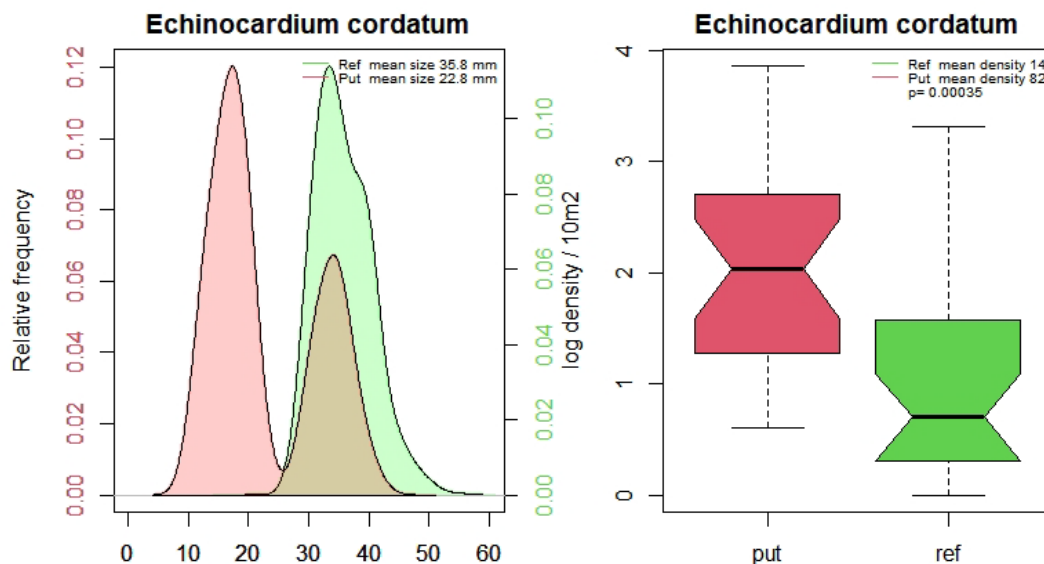 Echinocardium cordatum
Ref mean size 35.8 mm
Put mean size 22.8 mm
Relative frequency
0.00
0.02
0.04
0.06
0.08
0.10
0.12
0.00
0.02
0.04
0.06
0.08
0.10
0 10 20 30 40 50 60
Echinocardium cordatum
Ref mean density 14
Put mean density 82
p= 0.00035
log density / 10m2
4
3
2
1
0
put ref